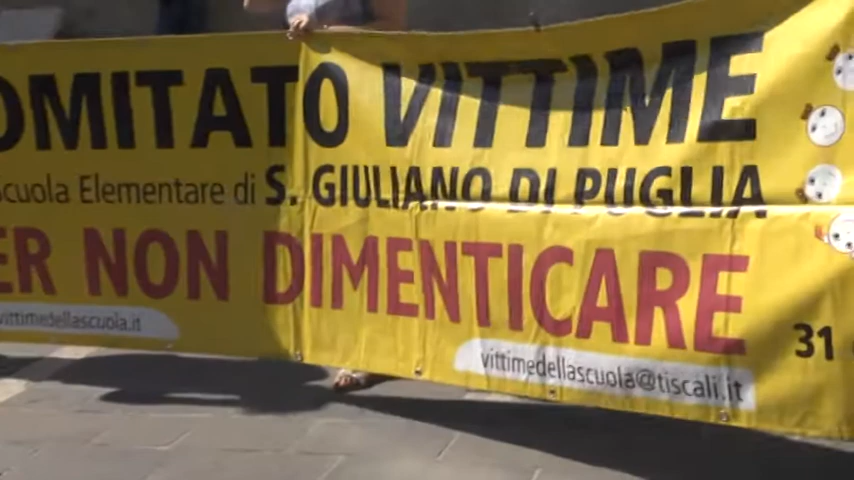 OMITATO VITTIME
scuola Elementare di S. GIULIANO DI PUGLIA
ER NON DIMENTICARE
vittimedellascuola.it
vittimedellascuola@tiscali.it
31